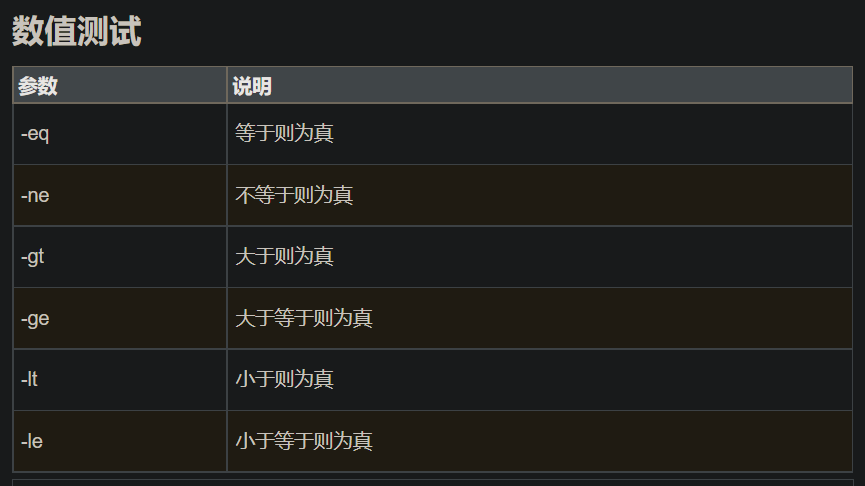 数值测试
参数 说明
-eq 等于则为真
-ne 不等于则为真
-gt 大于则为真
-ge 大于等于则为真
-lt 小于则为真
-le 小于等于则为真